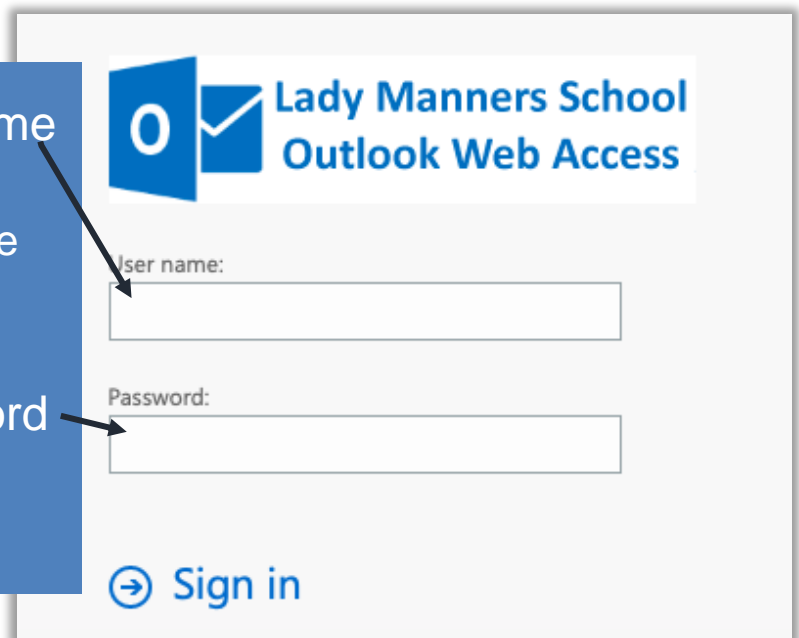 me
e
ord
O
Lady Manners School
Outlook Web Access
User name:
Password:
Sign in